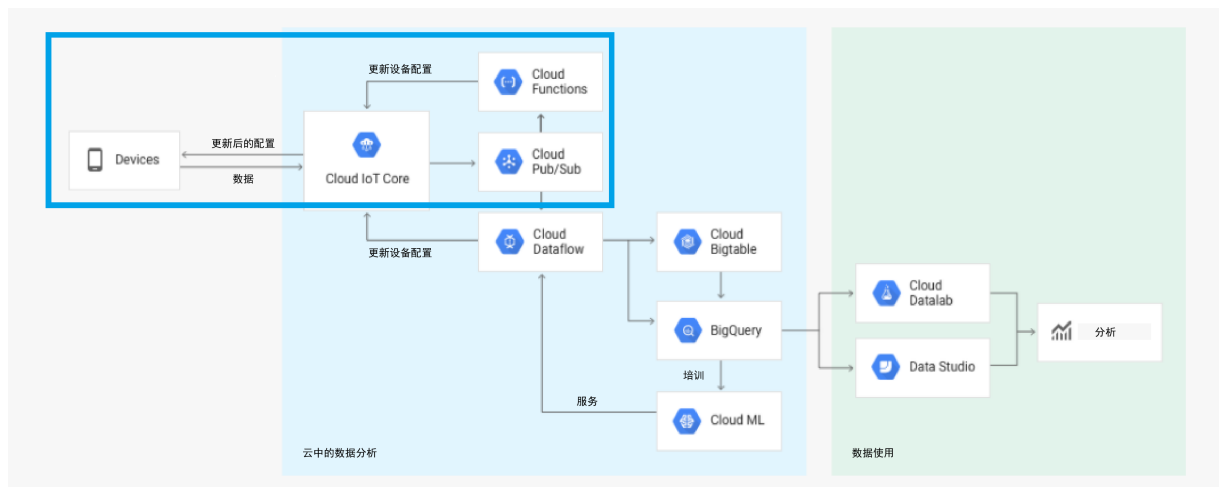 更新设备配置
Cloud
Functions
Devices
更新后的配置
数据
Cloud IoT Core
Cloud
Pub/Sub
更新设备配置
Cloud
Dataflow
Cloud
Bigtable
BigQuery
培训
服务
Cloud ML
云中的数据分析
Cloud
Datalab
Data Studio
分析
数据使用